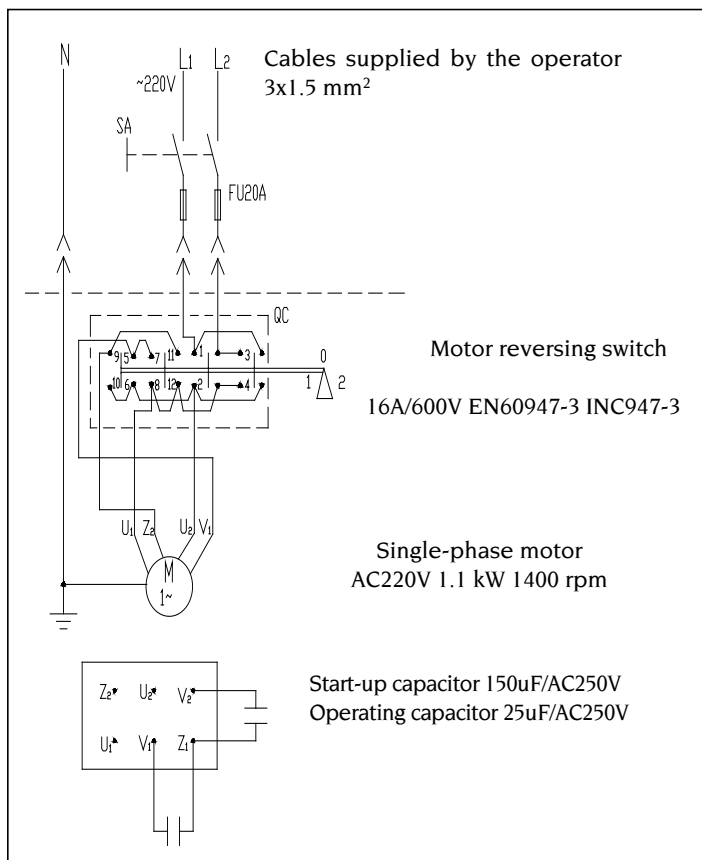 N
L1
L2
Cables supplied by the operator
~220V
3x1.5 mm²
SA
FU20A
QC
9 5 7 11 1 3
0
Motor reversing switch
10 6 8 12 2 4
1 2
16A/600V EN60947-3 INC947-3
U1 Z2 U2 V1
M
1~
Single-phase motor
AC220V 1.1 kW 1400 rpm
Z2 U2 V2
Start-up capacitor 150uF/AC250V
Operating capacitor 25uF/AC250V
U1 V1 Z1